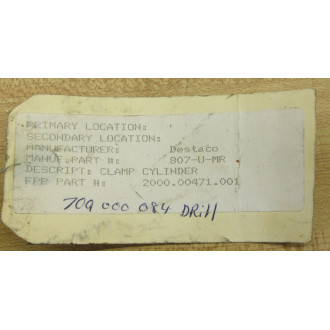 PRIMARY LOCATION:
SECONDARY LOCATION:
MANUFACTURER: Destaco
MANUF.PART #: 807-U-MR
DESCRIPT: CLAMP CYLINDER
FPP PART #: 2000.00471.001
709 000 084 DRill